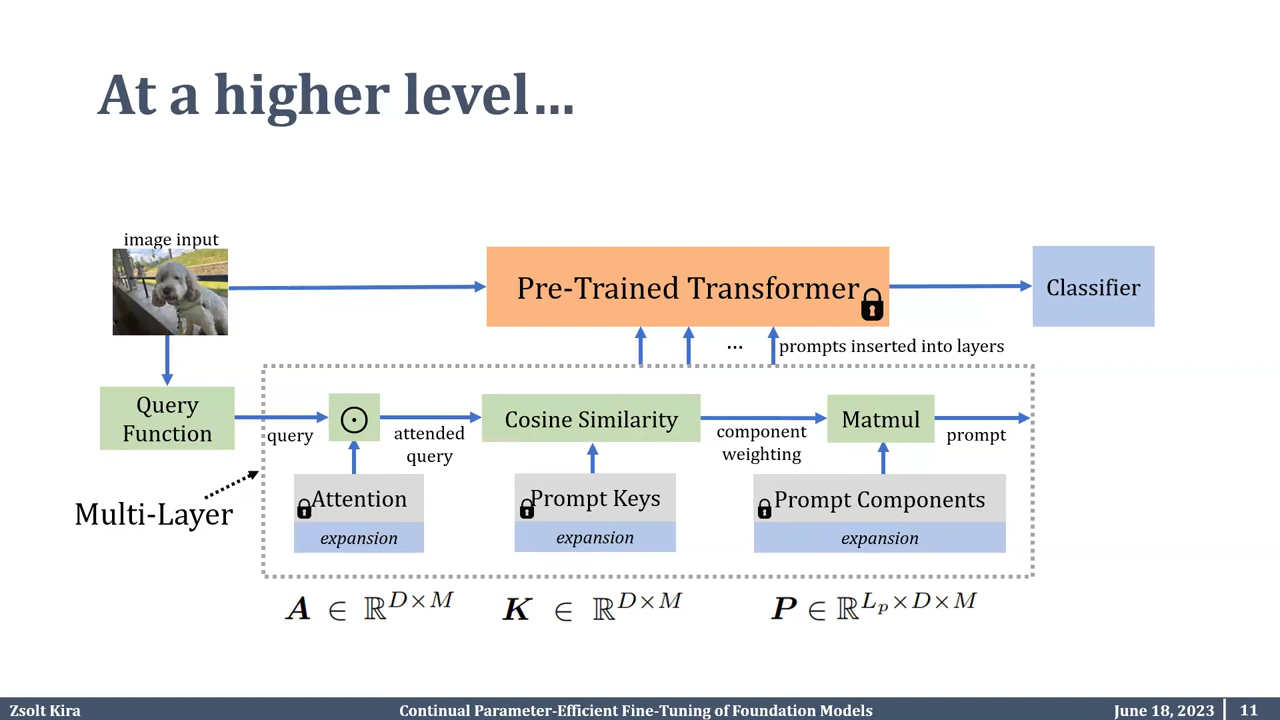 At a higher level…
image input
Pre-Trained Transformer
Classifier
… prompts inserted into layers
Query
Function
query
⊙
attended
query
Cosine Similarity
component
weighting
Matmul
prompt
Multi-Layer
Attention
expansion
Prompt Keys
expansion
Prompt Components
expansion
A ∈ ℝ^{D×M}
K ∈ ℝ^{D×M}
P ∈ ℝ^{L_p×D×M}
Zsolt Kira
Continual Parameter-Efficient Fine-Tuning of Foundation Models
June 18, 2023 | 11